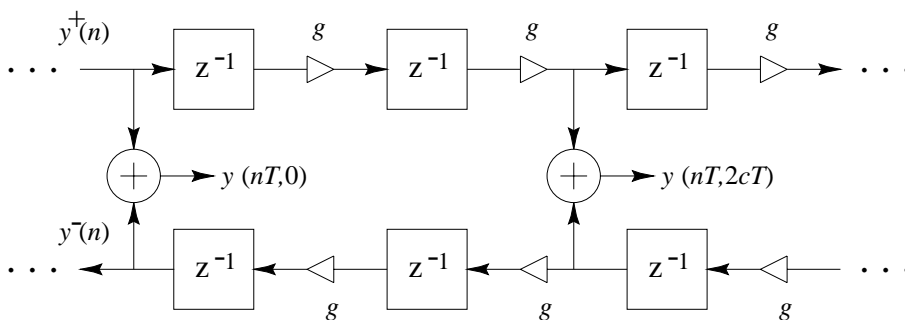 y⁺(n) g g g
. . . z⁻¹ z⁻¹ z⁻¹ . . .
+ y (nT,0) + y (nT,2cT)
y⁻(n)
. . . z⁻¹ z⁻¹ z⁻¹ . . .
g g g